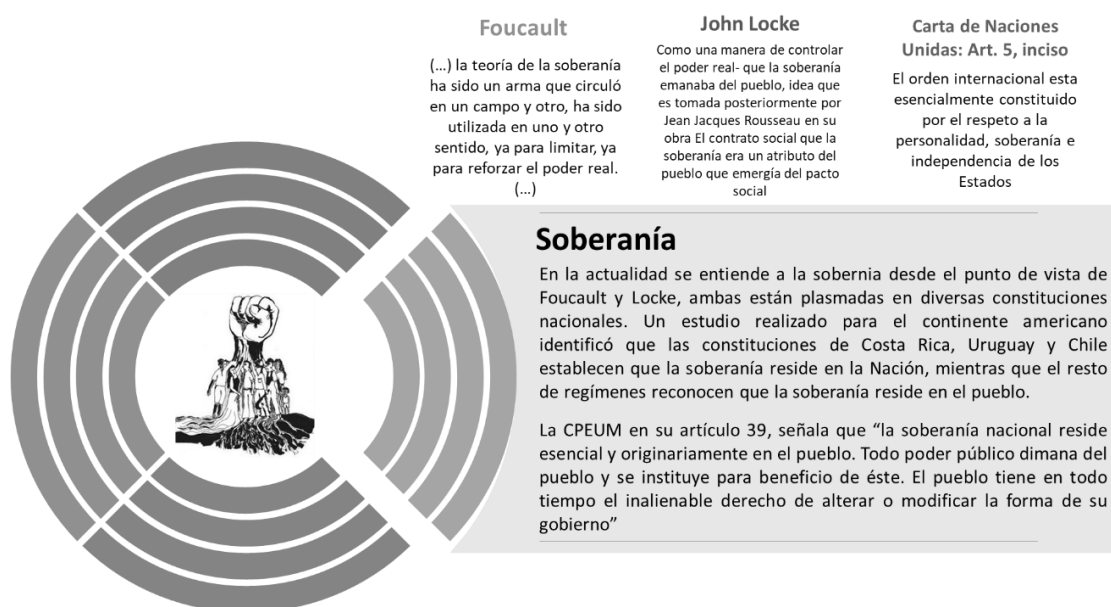 Foucault
(...) la teoría de la soberanía
ha sido un arma que circuló
en un campo y otro, ha sido
utilizada en uno y otro
sentido, ya para limitar, ya
para reforzar el poder real.
(...)
John Locke
Como una manera de controlar
el poder real- que la soberanía
emanaba del pueblo, idea que
es tomada posteriormente por
Jean Jacques Rousseau en su
obra El contrato social que la
soberanía era un atributo del
pueblo que emergía del pacto
social
Carta de Naciones
Unidas: Art. 5, inciso
El orden internacional esta
esencialmente constituido
por el respeto a la
personalidad, soberanía e
independencia de los
Estados
Soberanía
En la actualidad se entiende a la sobernia desde el punto de vista de
Foucault y Locke, ambas están plasmadas en diversas constituciones
nacionales. Un estudio realizado para el continente americano
identificó que las constituciones de Costa Rica, Uruguay y Chile
establecen que la soberanía reside en la Nación, mientras que el resto
de regímenes reconocen que la soberanía reside en el pueblo.
La CPEUM en su artículo 39, señala que “la soberanía nacional reside
esencial y originariamente en el pueblo. Todo poder público dimana del
pueblo y se instituye para beneficio de éste. El pueblo tiene en todo
tiempo el inalienable derecho de alterar o modificar la forma de su
gobierno”